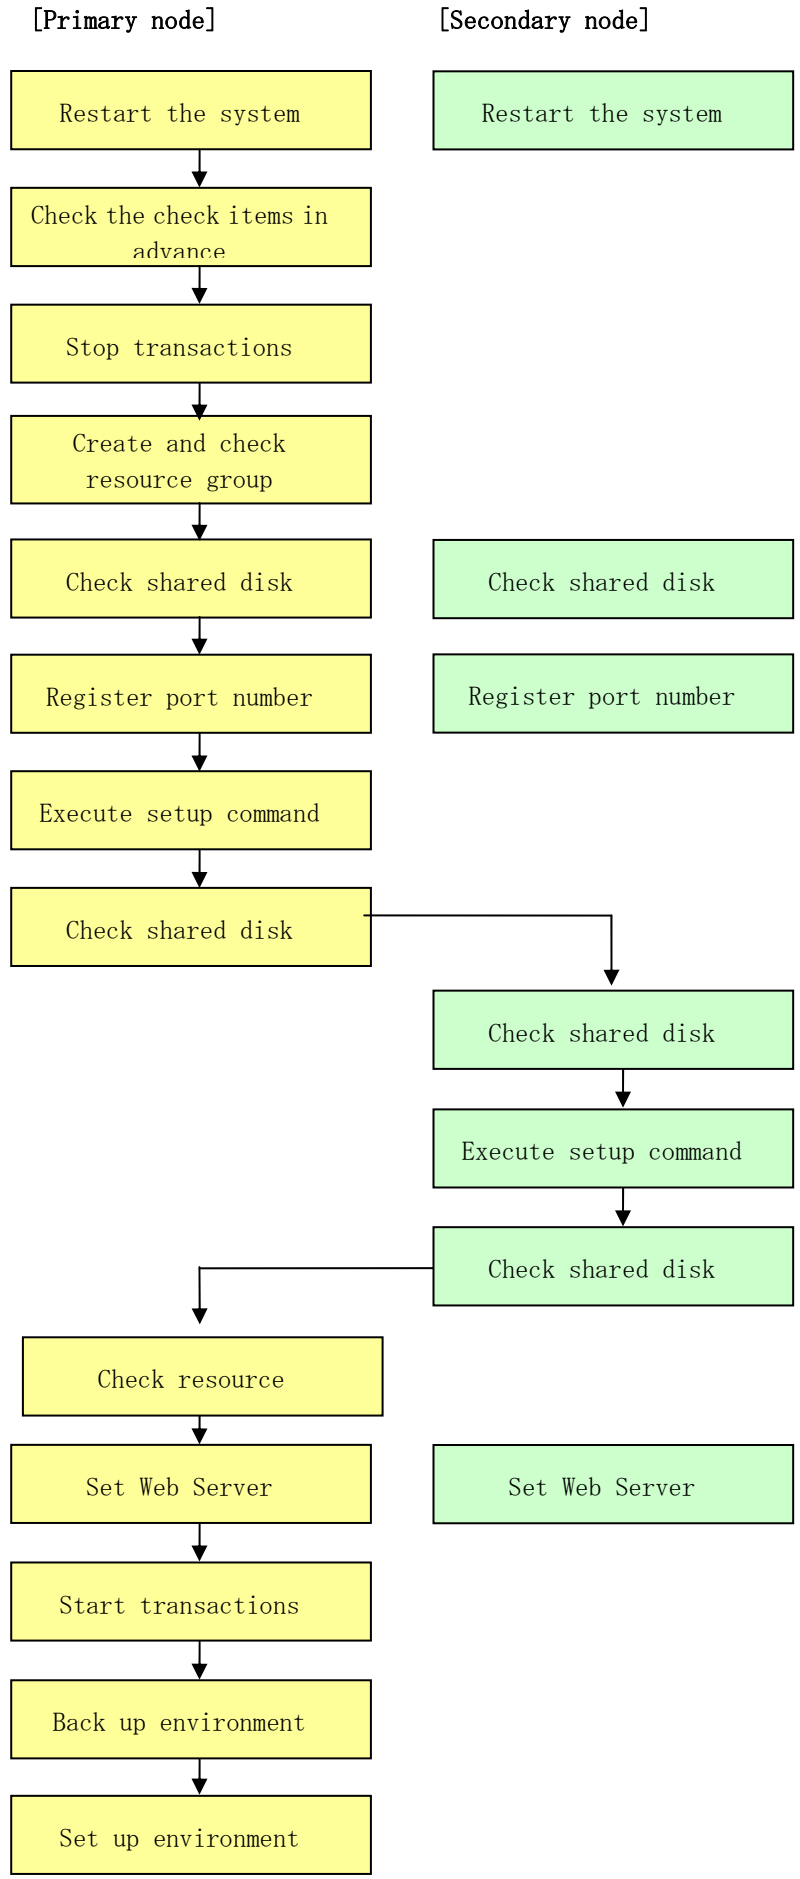 [Primary node]
[Secondary node]
Restart the system
Restart the system
Check the check items in
advance
Stop transactions
Create and check
resource group
Check shared disk
Check shared disk
Register port number
Register port number
Execute setup command
Check shared disk
Check shared disk
Execute setup command
Check shared disk
Check resource
Set Web Server
Set Web Server
Start transactions
Back up environment
Set up environment